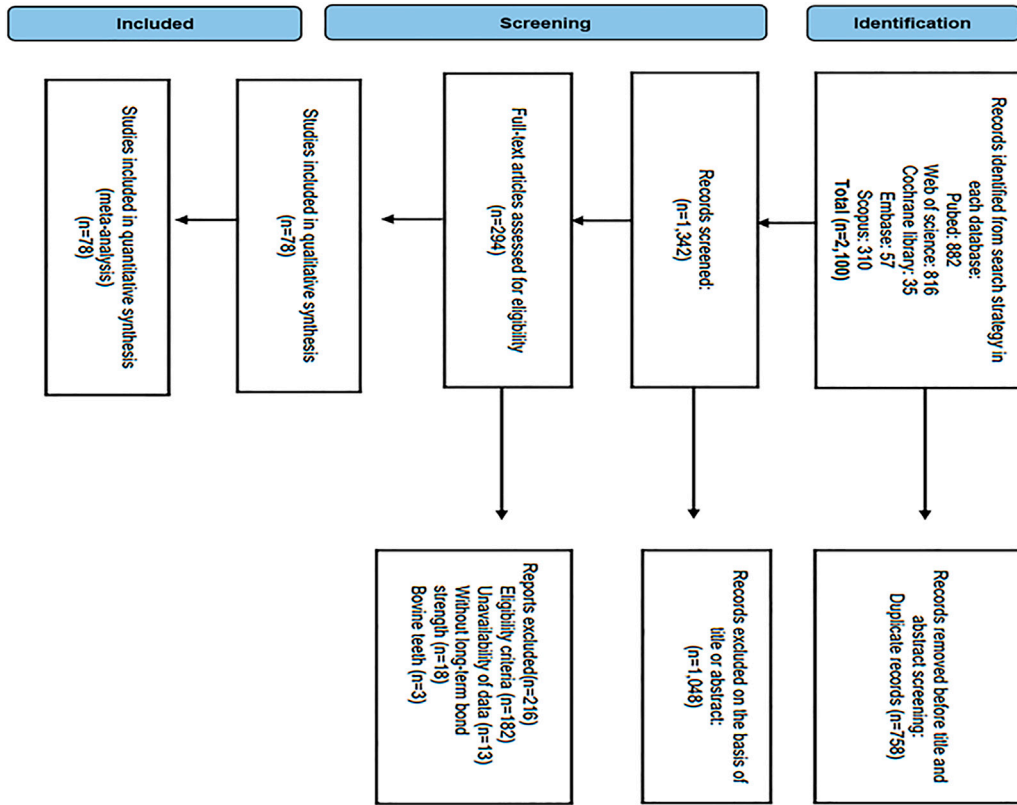 Identification
Records identified from search strategy in
each database:
Pubed: 882
Web of science: 816
Cochrane library: 35
Embase: 57
Scopus: 310
Total (n=2,100)
Records removed before title and
abstract screening:
Duplicate records (n=758)
Screening
Records screened:
(n=1,342)
Records excluded on the basis of
title or abstract:
(n=1,048)
Full-text articles assessed for eligibility
(n=294)
Reports excluded(n=216)
Eligibility criteria (n=182)
Unavailability of data (n=13)
Without long-term bond
strength (n=18)
Bovine teeth (n=3)
Included
Studies included in qualitative synthesis
(n=78)
Studies included in quantitative synthesis
(meta-analysis)
(n=78)